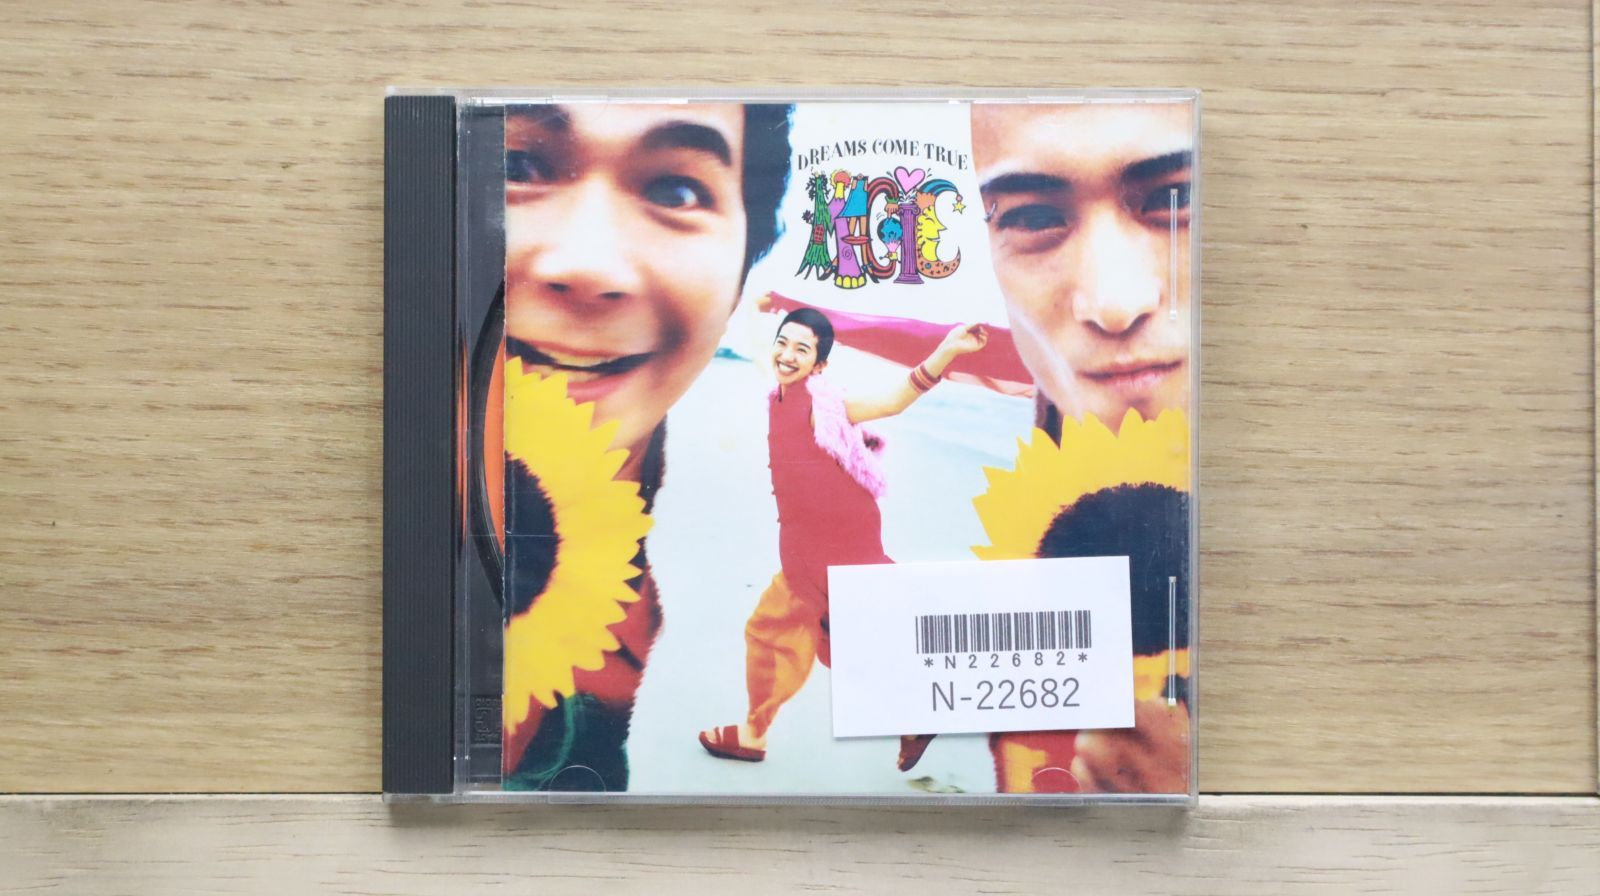 DREAMS COME TRUE
MAGIC
*N22682*
N-22682